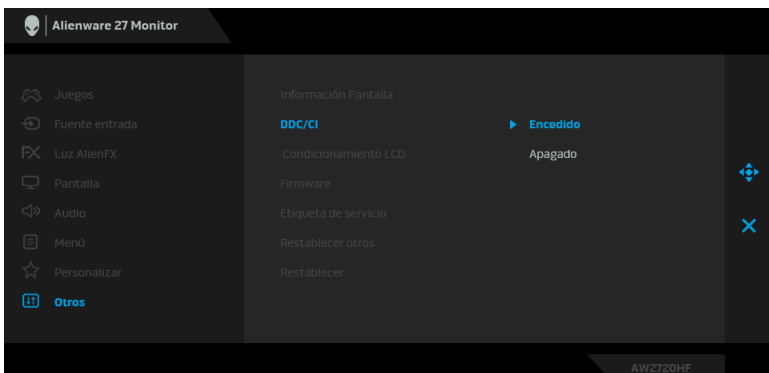 Alienware 27 Monitor
Juegos
Fuente entrada
FX Luz AlienFX
Pantalla
Audio
Menú
Personalizar
Otros
Información Pantalla
DDC/CI
Condicionamiento LCD
Firmware
Etiqueta de servicio
Restablecer otros
Restablecer
Encedido
Apagado
AW2720HF